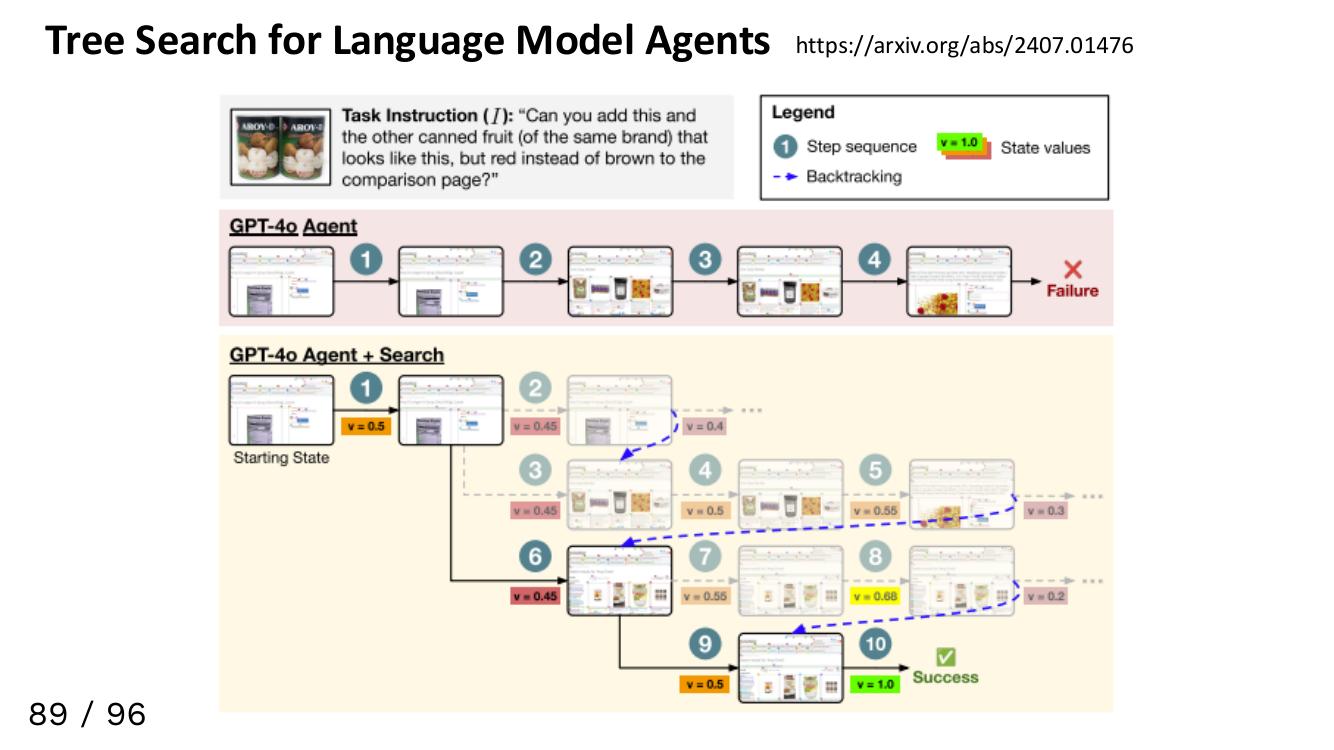 Tree Search for Language Model Agents https://arxiv.org/abs/2407.01476
AROY-D AROY-D
Task Instruction (I): “Can you add this and
the other canned fruit (of the same brand) that
looks like this, but red instead of brown to the
comparison page?”
Legend
1 Step sequence v = 1.0 State values
Backtracking
GPT-4o Agent
1 2 3 4
Failure
GPT-4o Agent + Search
1 2
v = 0.5 v = 0.45 v = 0.4 ...
Starting State
3 4 5
v = 0.45 v = 0.5 v = 0.55 v = 0.3 ...
6 7 8
v = 0.45 v = 0.55 v = 0.68 v = 0.2 ...
9 10
Success
v = 0.5 v = 1.0
89 / 96